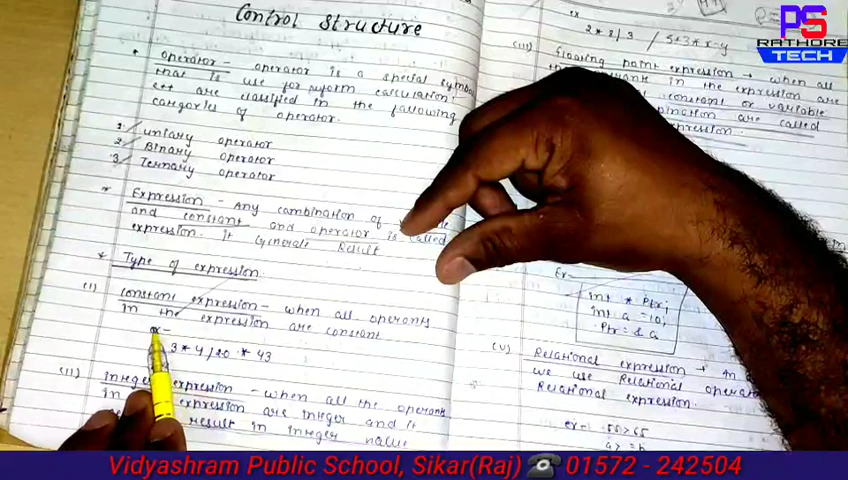 Control Structure
* operator - operator is a special symbol
that is use for reform calculation.
c++ are classified in the following
categories of operator.
1. uniary operator
2. Binary operator
3. Ternary operator
* Expression - Any combination of
and constant and operator is called
expression. It Generate Result
* Type of expression
(I) constant expression - when all operants
in the expression are constant
ex-
3 * 4 / 20 * 43
(II) integer expression - when all the operants
in expression are integer and it
result in integer value
ex
2 * 2 / 3 / 5+3*x-y
(III) floating point expression → when all
in the expression are
constant or variable
are called
expression.
Ex
int * Ptr;
int a = 10;
Ptr = & a
(V) Relational expression → In
we use Relational operator
Relational expression.
ex- .55 > 65
PS
RATHORE
TECH
Vidyashram Public School, Sikar(Raj) ☎ 01572 - 242504